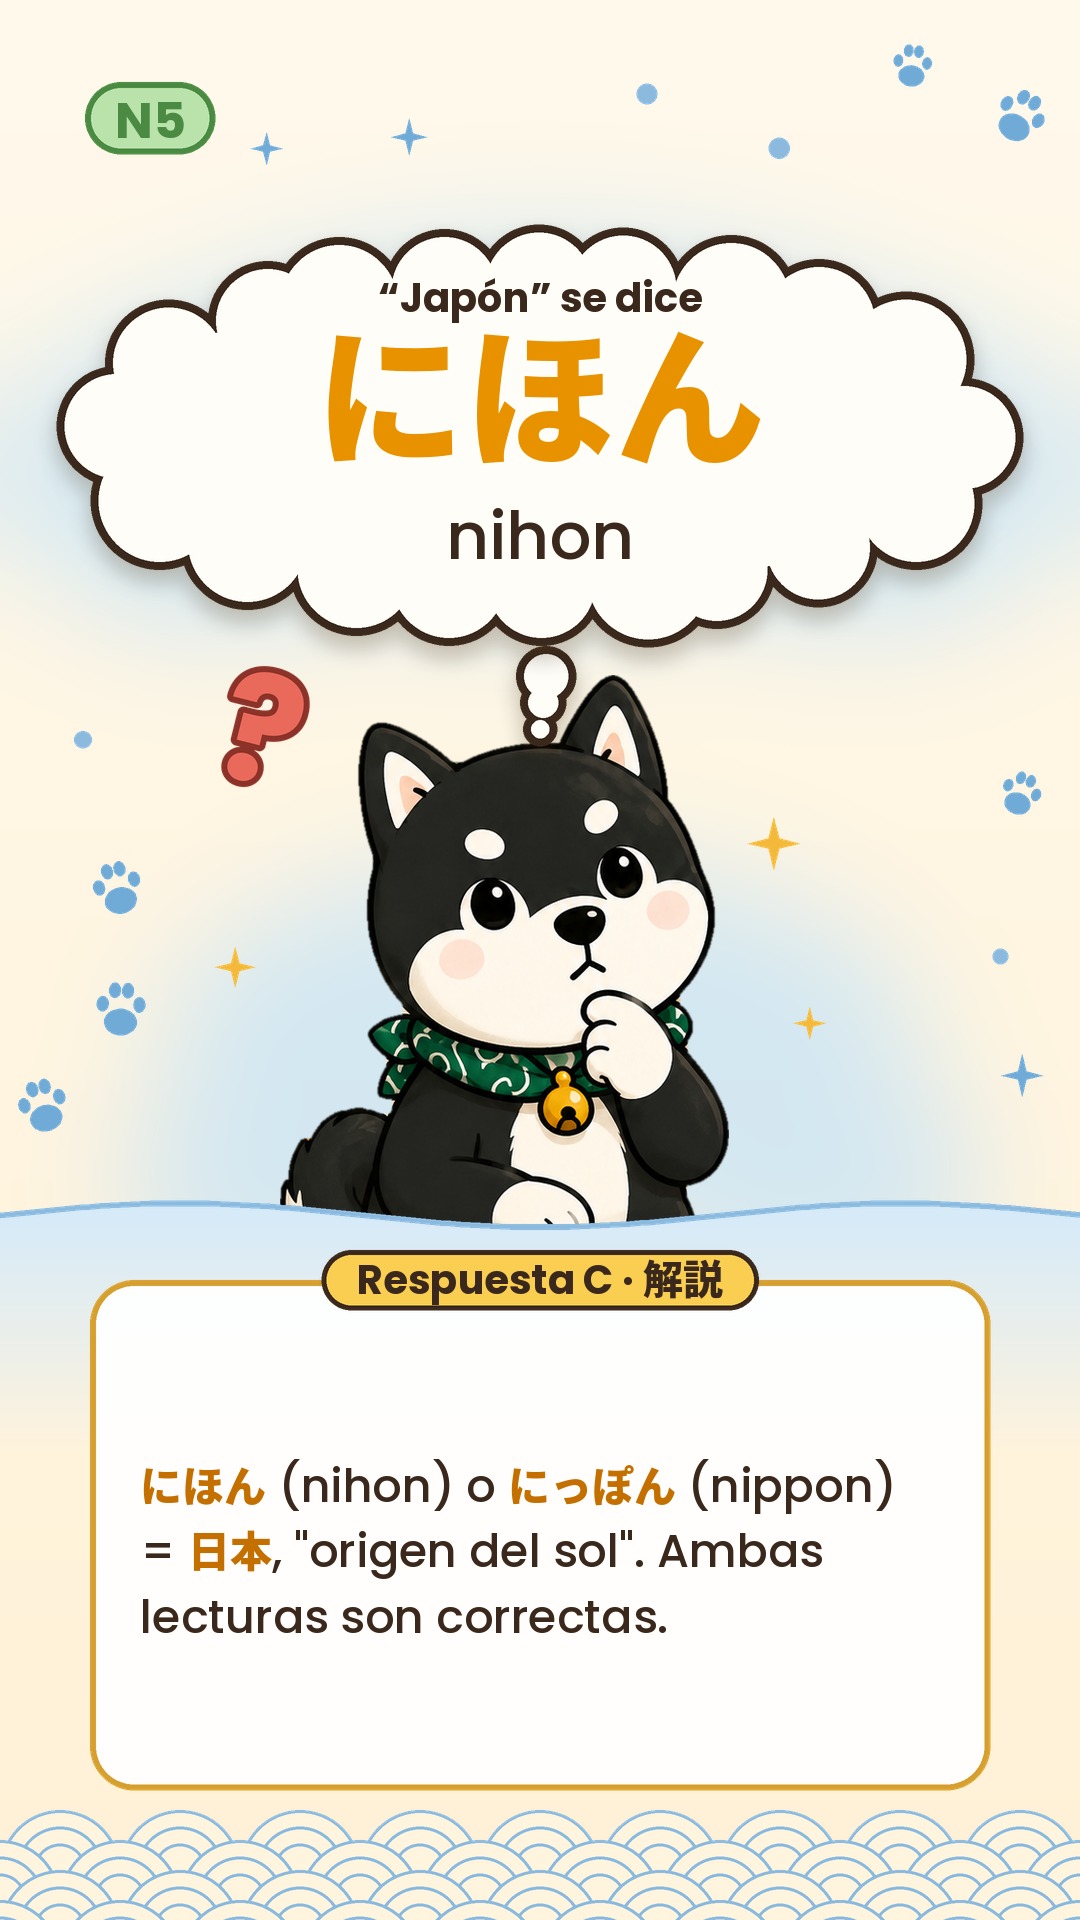 N5
“Japón” se dice
にほん
nihon
?
Respuesta C · 解説
にほん (nihon) o にっぽん (nippon)
= 日本, "origen del sol". Ambas
lecturas son correctas.